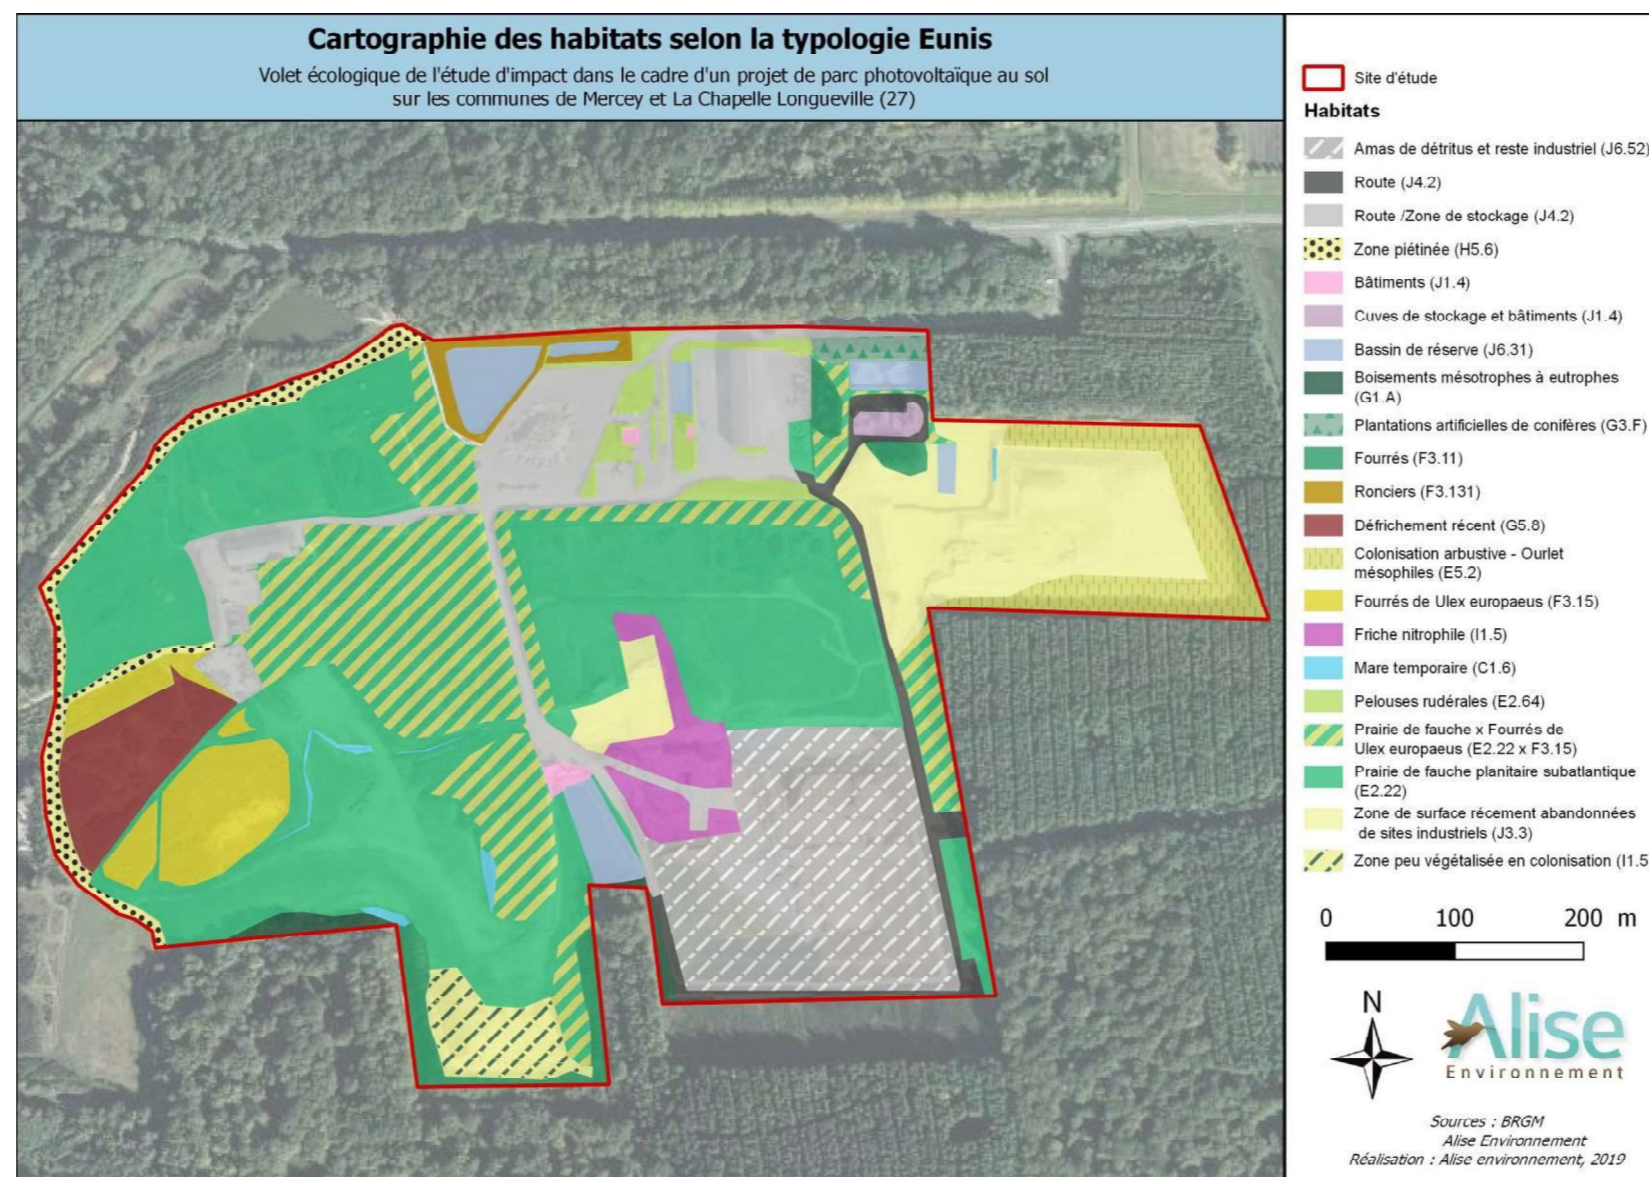 Cartographie des habitats selon la typologie Eunis
Volet écologique de l'étude d'impact dans le cadre d'un projet de parc photovoltaïque au sol
sur les communes de Mercey et La Chapelle Longueville (27)
Site d'étude
Habitats
Amas de détritus et reste industriel (J6.52)
Route (J4.2)
Route /Zone de stockage (J4.2)
Zone piétinée (H5.6)
Bâtiments (J1.4)
Cuves de stockage et bâtiments (J1.4)
Bassin de réserve (J6.31)
Boisements mésotrophes à eutrophes
(G1.A)
Plantations artificielles de conifères (G3.F)
Fourrés (F3.11)
Ronciers (F3.131)
Défrichement récent (G5.8)
Colonisation arbustive - Ourlet
mésophiles (E5.2)
Fourrés de Ulex europaeus (F3.15)
Friche nitrophile (I1.5)
Mare temporaire (C1.6)
Pelouses rudérales (E2.64)
Prairie de fauche x Fourrés de
Ulex europaeus (E2.22 x F3.15)
Prairie de fauche planitaire subatlantique
(E2.22)
Zone de surface récement abandonnées
de sites industriels (J3.3)
Zone peu végétalisée en colonisation (I1.5
0 100 200 m
N
Alise
Environnement
Sources : BRGM
Alise Environnement
Réalisation : Alise environnement, 2019